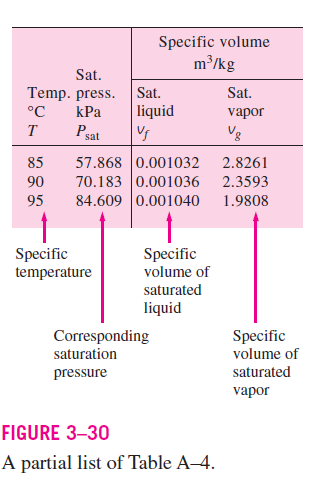 Specific volume
m³/kg
Sat.
Temp. press. Sat. Sat.
°C kPa liquid vapor
T Psat vf vg
85 57.868 0.001032 2.8261
90 70.183 0.001036 2.3593
95 84.609 0.001040 1.9808
Specific
temperature
Specific
volume of
saturated
liquid
Corresponding
saturation
pressure
Specific
volume of
saturated
vapor
FIGURE 3–30
A partial list of Table A–4.